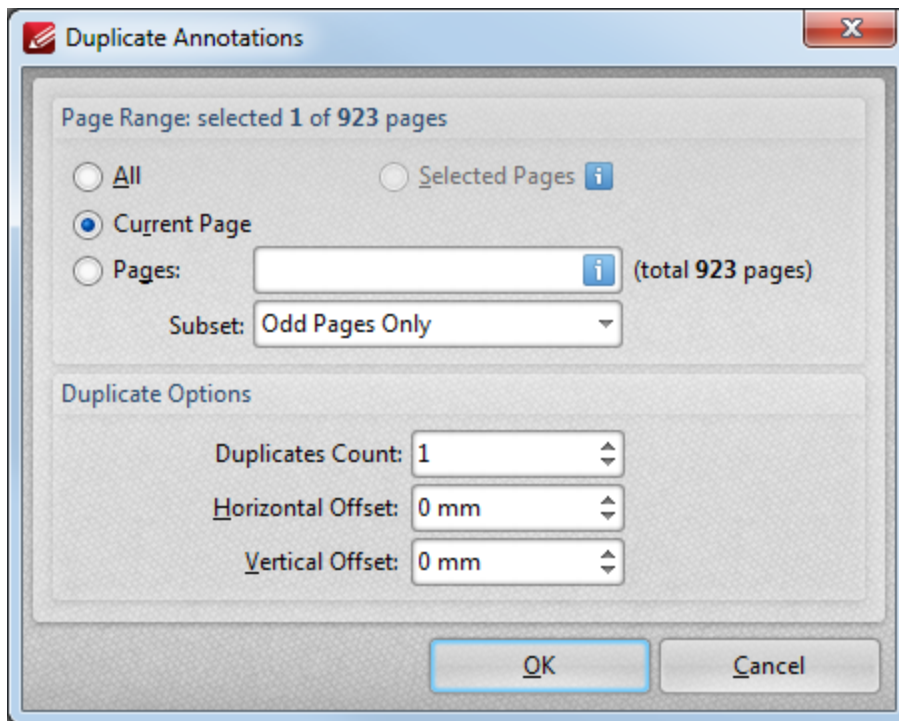 Duplicate Annotations
Page Range: selected 1 of 923 pages
All
Selected Pages
Current Page
Pages:
(total 923 pages)
Subset: Odd Pages Only
Duplicate Options
Duplicates Count: 1
Horizontal Offset: 0 mm
Vertical Offset: 0 mm
OK
Cancel